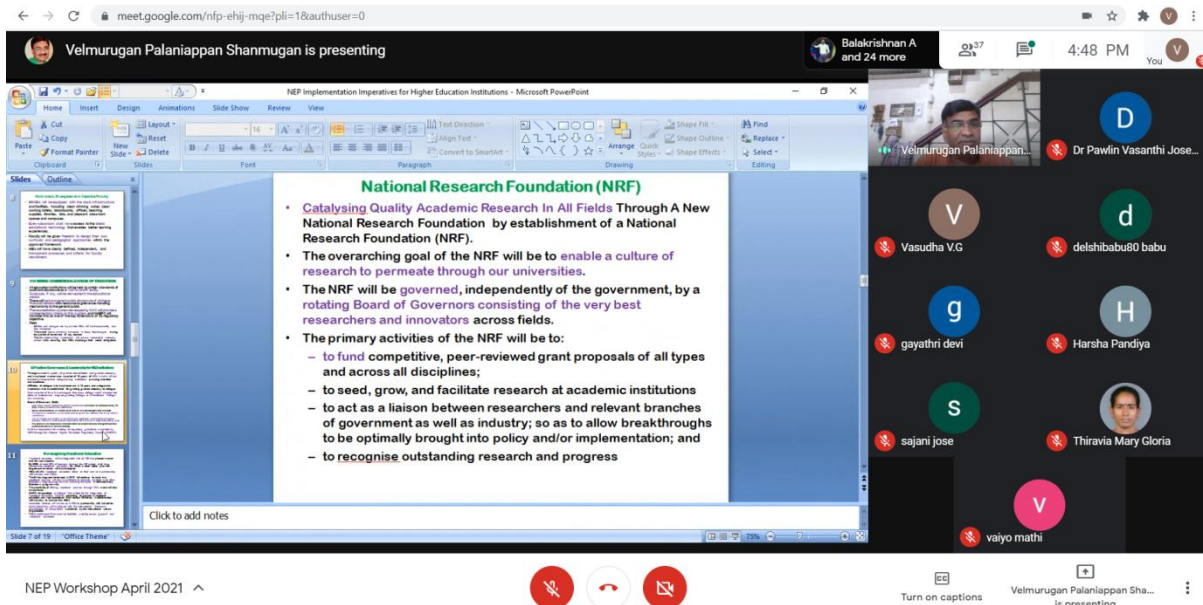 meet.google.com/nfp-ehij-mqe?pli=1&authuser=0
V
Velmurugan Palaniappan Shanmugan is presenting
Balakrishnan A
and 24 more
37
4:48 PM
You
V
NEP Implementation Imperatives for Higher Education Institutions - Microsoft PowerPoint
Home Insert Design Animations Slide Show Review View
Cut
Copy
Format Painter
Paste
Clipboard
New
Slide
Layout
Reset
Delete
Slides
16
Font
Text Direction
Align Text
Convert to SmartArt
Paragraph
Arrange
Quick
Styles
Shape Fill
Shape Outline
Shape Effects
Drawing
Find
Replace
Select
Editing
Slides Outline
9
10
11
National Research Foundation (NRF)
• Catalysing Quality Academic Research In All Fields Through A New
National Research Foundation by establishment of a National
Research Foundation (NRF).
• The overarching goal of the NRF will be to enable a culture of
research to permeate through our universities.
• The NRF will be governed, independently of the government, by a
rotating Board of Governors consisting of the very best
researchers and innovators across fields.
• The primary activities of the NRF will be to:
– to fund competitive, peer-reviewed grant proposals of all types
and across all disciplines;
– to seed, grow, and facilitate research at academic institutions
– to act as a liaison between researchers and relevant branches
of government as well as industry; so as to allow breakthroughs
to be optimally brought into policy and/or implementation; and
– to recognise outstanding research and progress
Click to add notes
Slide 7 of 19 "Office Theme"
75%
Velmurugan Palaniappan...
D
Dr Pawlin Vasanthi Jose...
V
Vasudha V.G
d
delshibabu80 babu
g
gayathri devi
H
Harsha Pandiya
s
sajani jose
Thiravia Mary Gloria
V
vaiyo mathi
NEP Workshop April 2021
Turn on captions
Velmurugan Palaniappan Sha...
is presenting